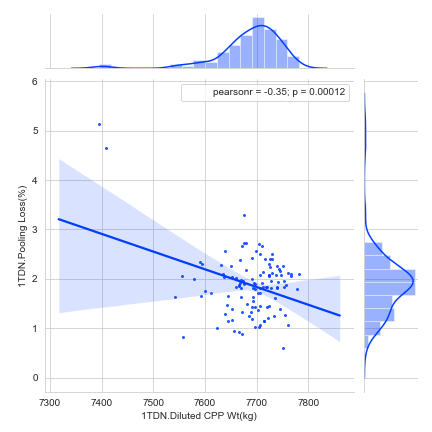 pearsonr = -0.35; p = 0.00012
6
5
4
3
2
1
0
1TDN.Pooling Loss(%)
7300 7400 7500 7600 7700 7800
1TDN.Diluted CPP Wt(kg)